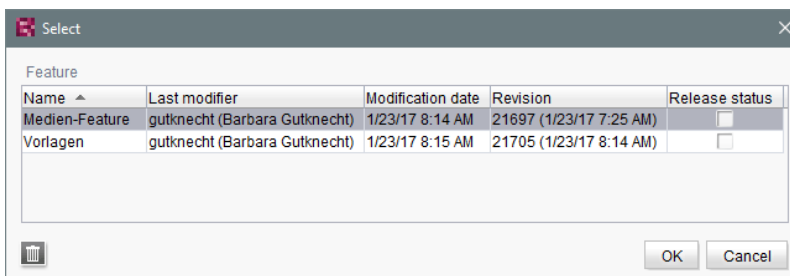 Select
Feature
Name Last modifier Modification date Revision Release status
Medien-Feature gutknecht (Barbara Gutknecht) 1/23/17 8:14 AM 21697 (1/23/17 7:25 AM)
Vorlagen gutknecht (Barbara Gutknecht) 1/23/17 8:15 AM 21705 (1/23/17 8:14 AM)
OK Cancel